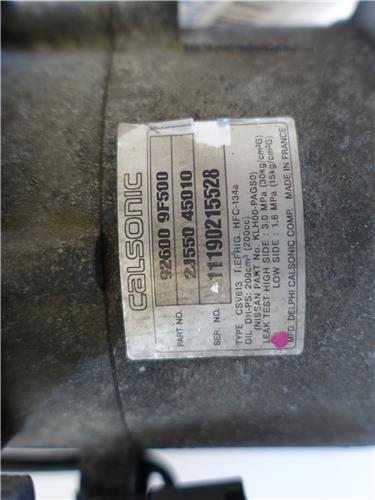 CALSONIC
92600 9F500
PART NO. 2J550 45010
SER. NO. 11190215528
TYPE CSV613 REFRIG. HFC-134a
OIL DH-PS: 200cm³ (200cc)
(NISSAN PART No. KLH00-PAGS0)
LEAK TEST HIGH SIDE : 3.0 MPa (30kg/cm²G)
LOW SIDE : 1.6 MPa (15kg/cm²G)
MFD. DELPHI CALSONIC COMP. MADE IN FRANCE